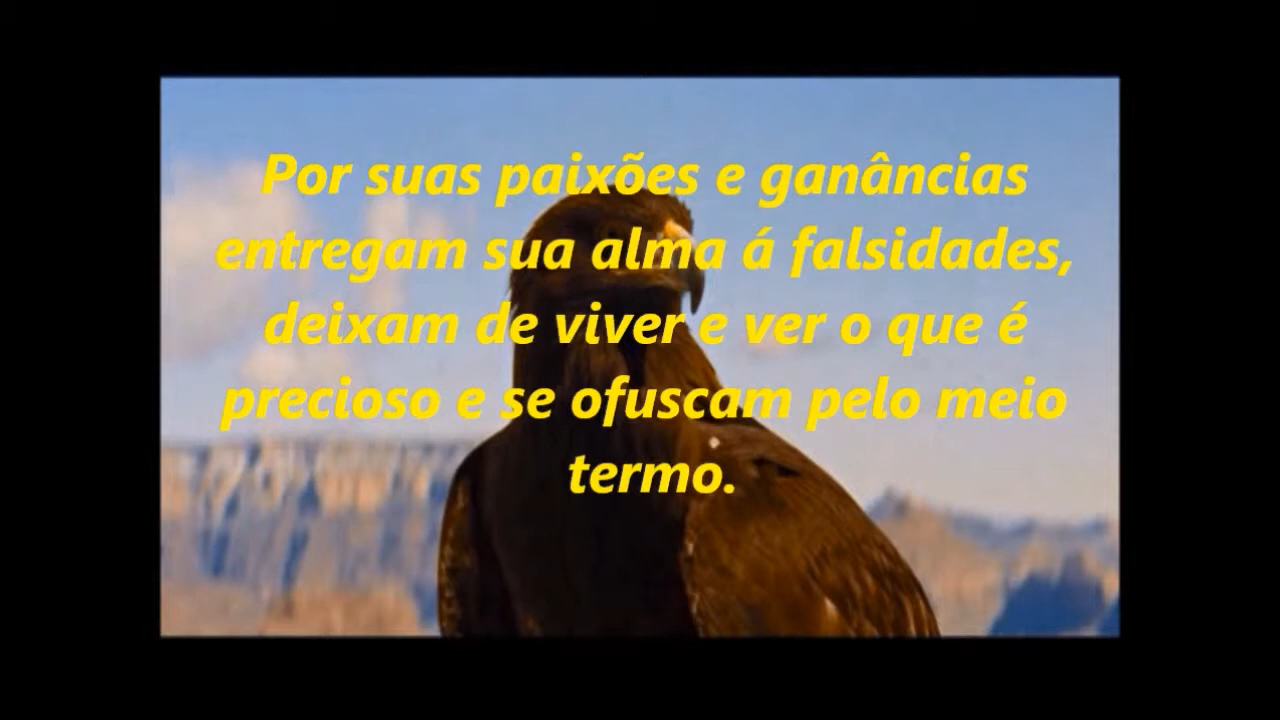 Por suas paixões e ganâncias
entregam sua alma á falsidades,
deixam de viver e ver o que é
precioso e se ofuscam pelo meio
termo.